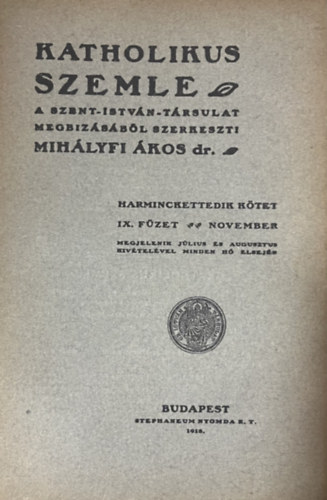 KATHOLIKUS
SZEMLE
A SZENT-ISTVÁN-TÁRSULAT
MEGBIZÁSÁBÓL SZERKESZTI
MIHÁLYFI ÁKOS dr.
HARMINCKETTEDIK KÖTET
IX. FÜZET NOVEMBER
MEGJELENIK JÚLIUS ÉS AUGUSZTUS
KIVÉTELÉVEL MINDEN HÓ ELSEJÉN
BUDAPEST
STEPHANEUM NYOMDA R. T.
1918.